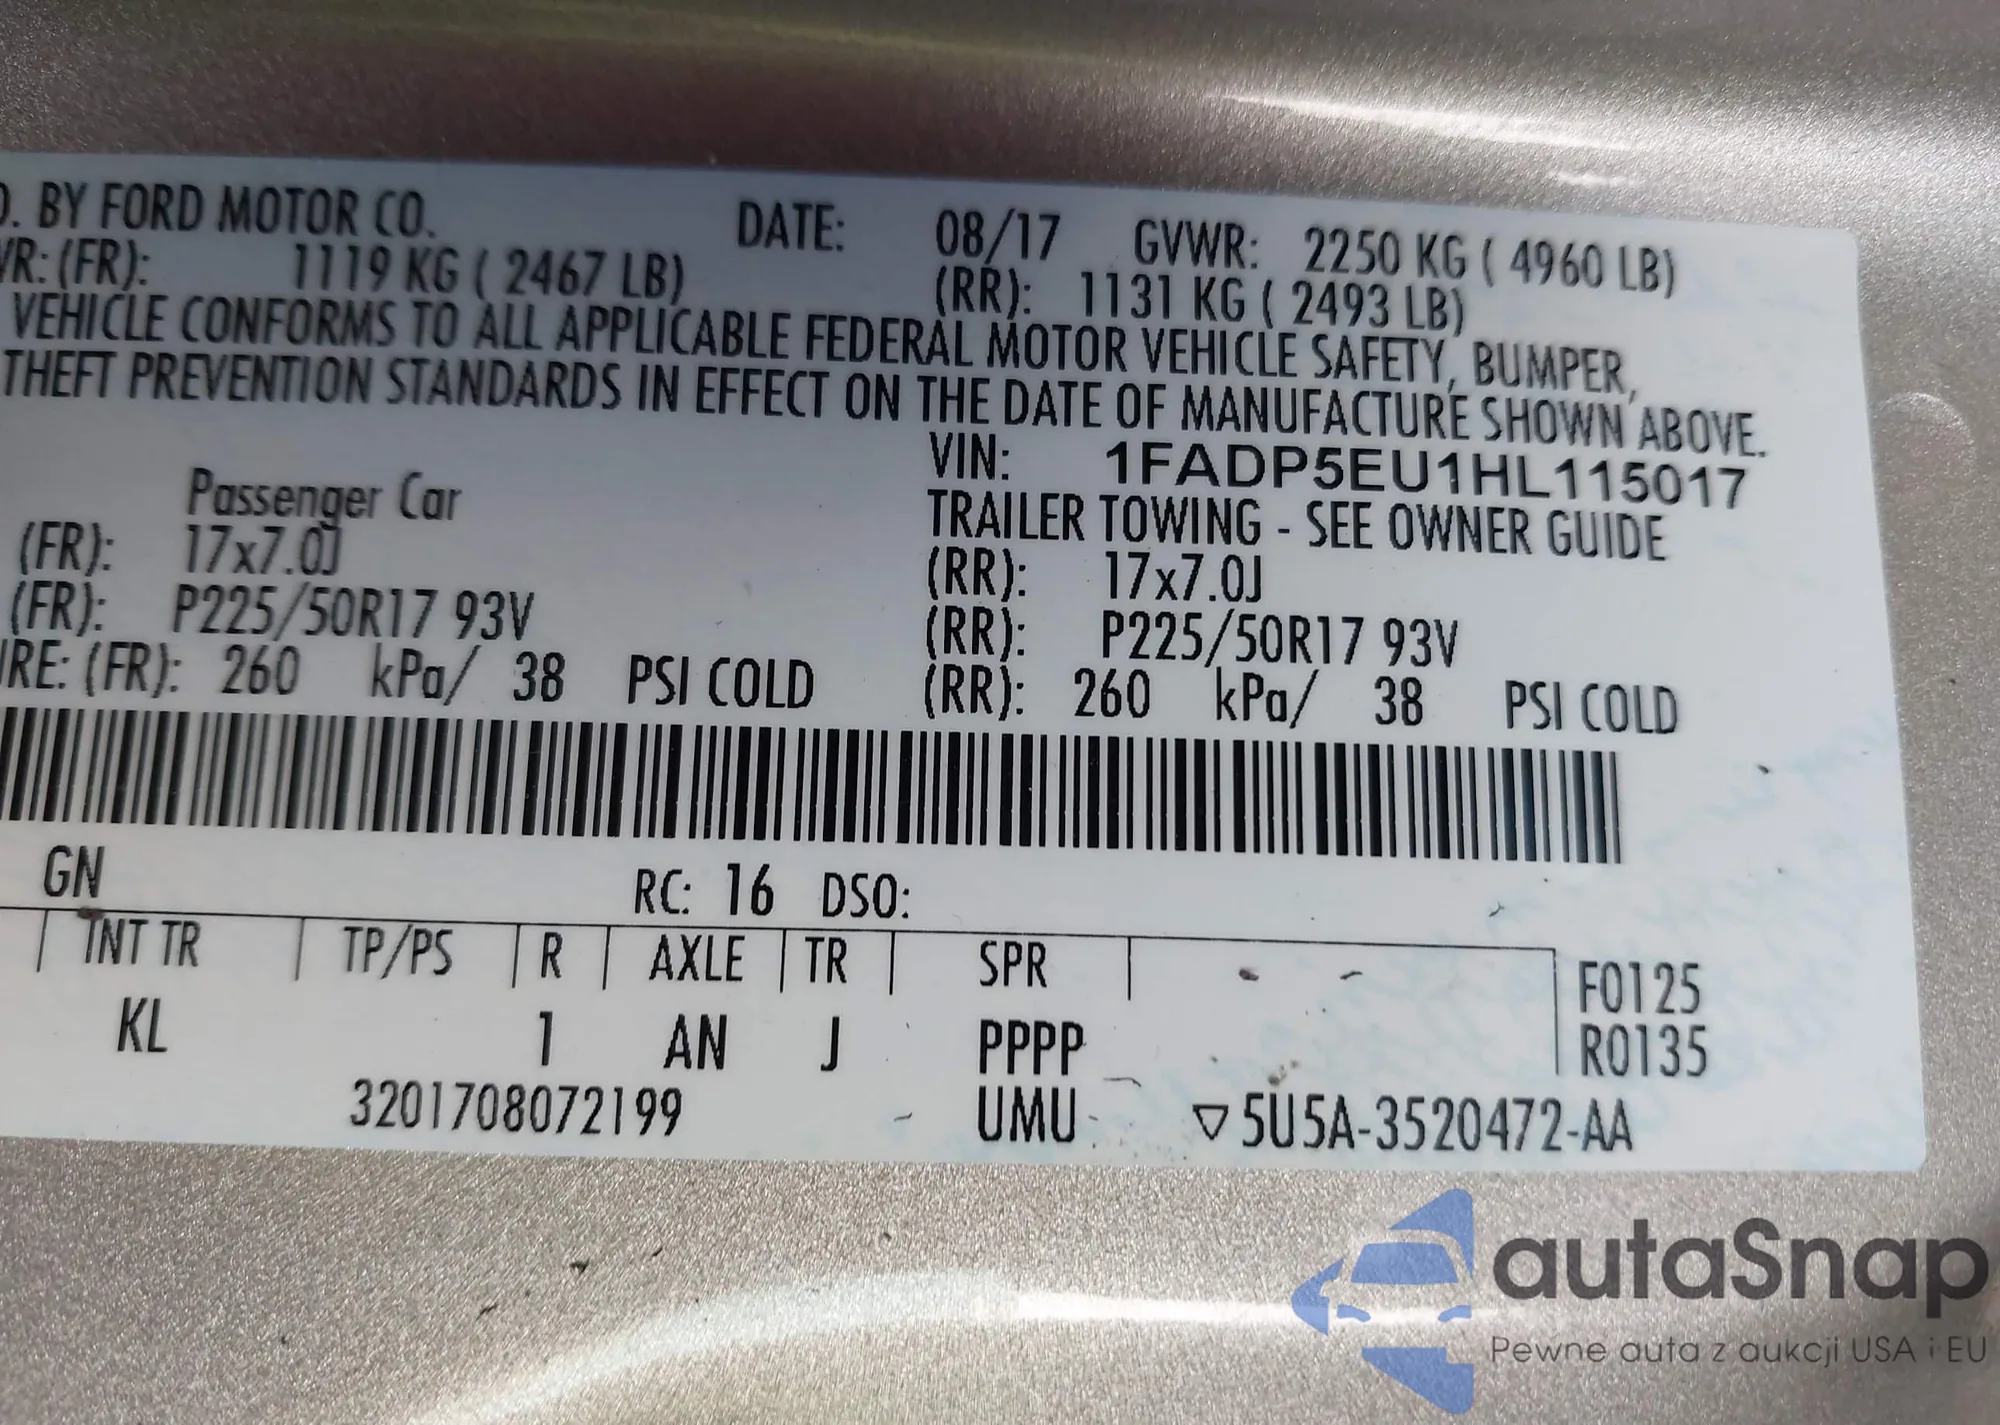 O. BY FORD MOTOR CO. DATE: 08/17 GVWR: 2250 KG ( 4960 LB)
WR: (FR): 1119 KG ( 2467 LB) (RR): 1131 KG ( 2493 LB)
VEHICLE CONFORMS TO ALL APPLICABLE FEDERAL MOTOR VEHICLE SAFETY, BUMPER,
THEFT PREVENTION STANDARDS IN EFFECT ON THE DATE OF MANUFACTURE SHOWN ABOVE.
VIN: 1FADP5EU1HL115017
Passenger Car TRAILER TOWING - SEE OWNER GUIDE
(FR): 17x7.0J (RR): 17x7.0J
(FR): P225/50R17 93V (RR): P225/50R17 93V
URE: (FR): 260 kPa/ 38 PSI COLD (RR): 260 kPa/ 38 PSI COLD
GN RC: 16 DSO:
INT TR TP/PS R AXLE TR SPR F0125
KL 1 AN J PPPP R0135
3201708072199 UMU ▽5U5A-3520472-AA
autaSnap
Pewne auta z aukcji USA i EU